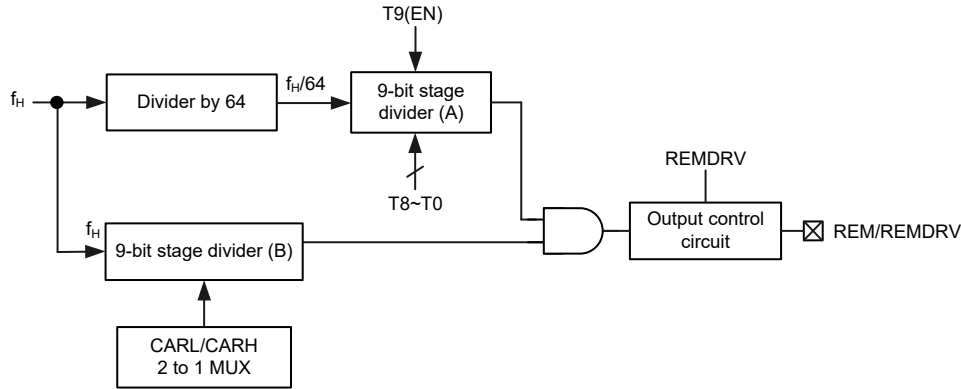 T9(EN)
fH
Divider by 64
fH/64
9-bit stage
divider (A)
T8~T0
REMDRV
fH
9-bit stage divider (B)
Output control
circuit
REM/REMDRV
CARL/CARH
2 to 1 MUX